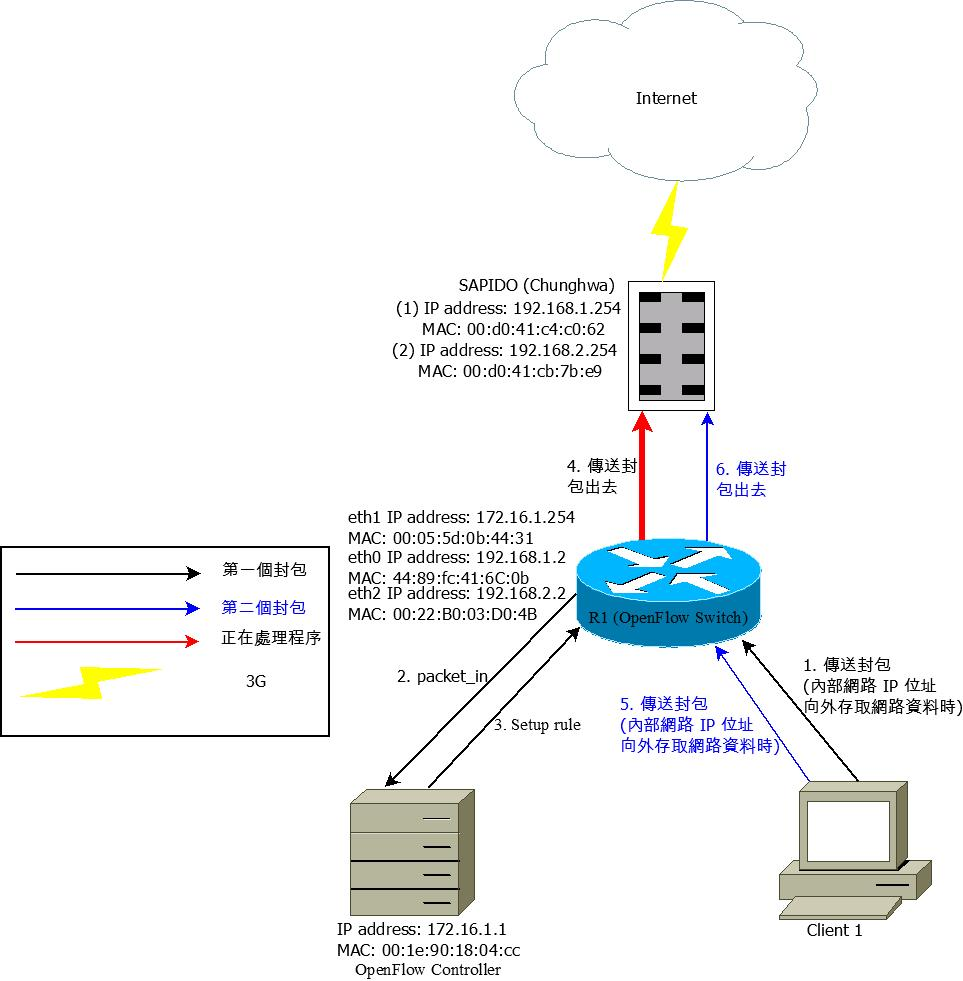 Internet
SAPIDO (Chunghwa)
(1) IP address: 192.168.1.254
MAC: 00:d0:41:c4:c0:62
(2) IP address: 192.168.2.254
MAC: 00:d0:41:cb:7b:e9
4. 傳送封
包出去
6. 傳送封
包出去
eth1 IP address: 172.16.1.254
MAC: 00:05:5d:0b:44:31
eth0 IP address: 192.168.1.2
MAC: 44:89:fc:41:6C:0b
eth2 IP address: 192.168.2.2
MAC: 00:22:B0:03:D0:4B
R1 (OpenFlow Switch)
第一個封包
第二個封包
正在處理程序
3G
2. packet_in
3. Setup rule
1. 傳送封包
(內部網路 IP 位址
向外存取網路資料時)
5. 傳送封包
(內部網路 IP 位址
向外存取網路資料時)
IP address: 172.16.1.1
MAC: 00:1e:90:18:04:cc
OpenFlow Controller
Client 1